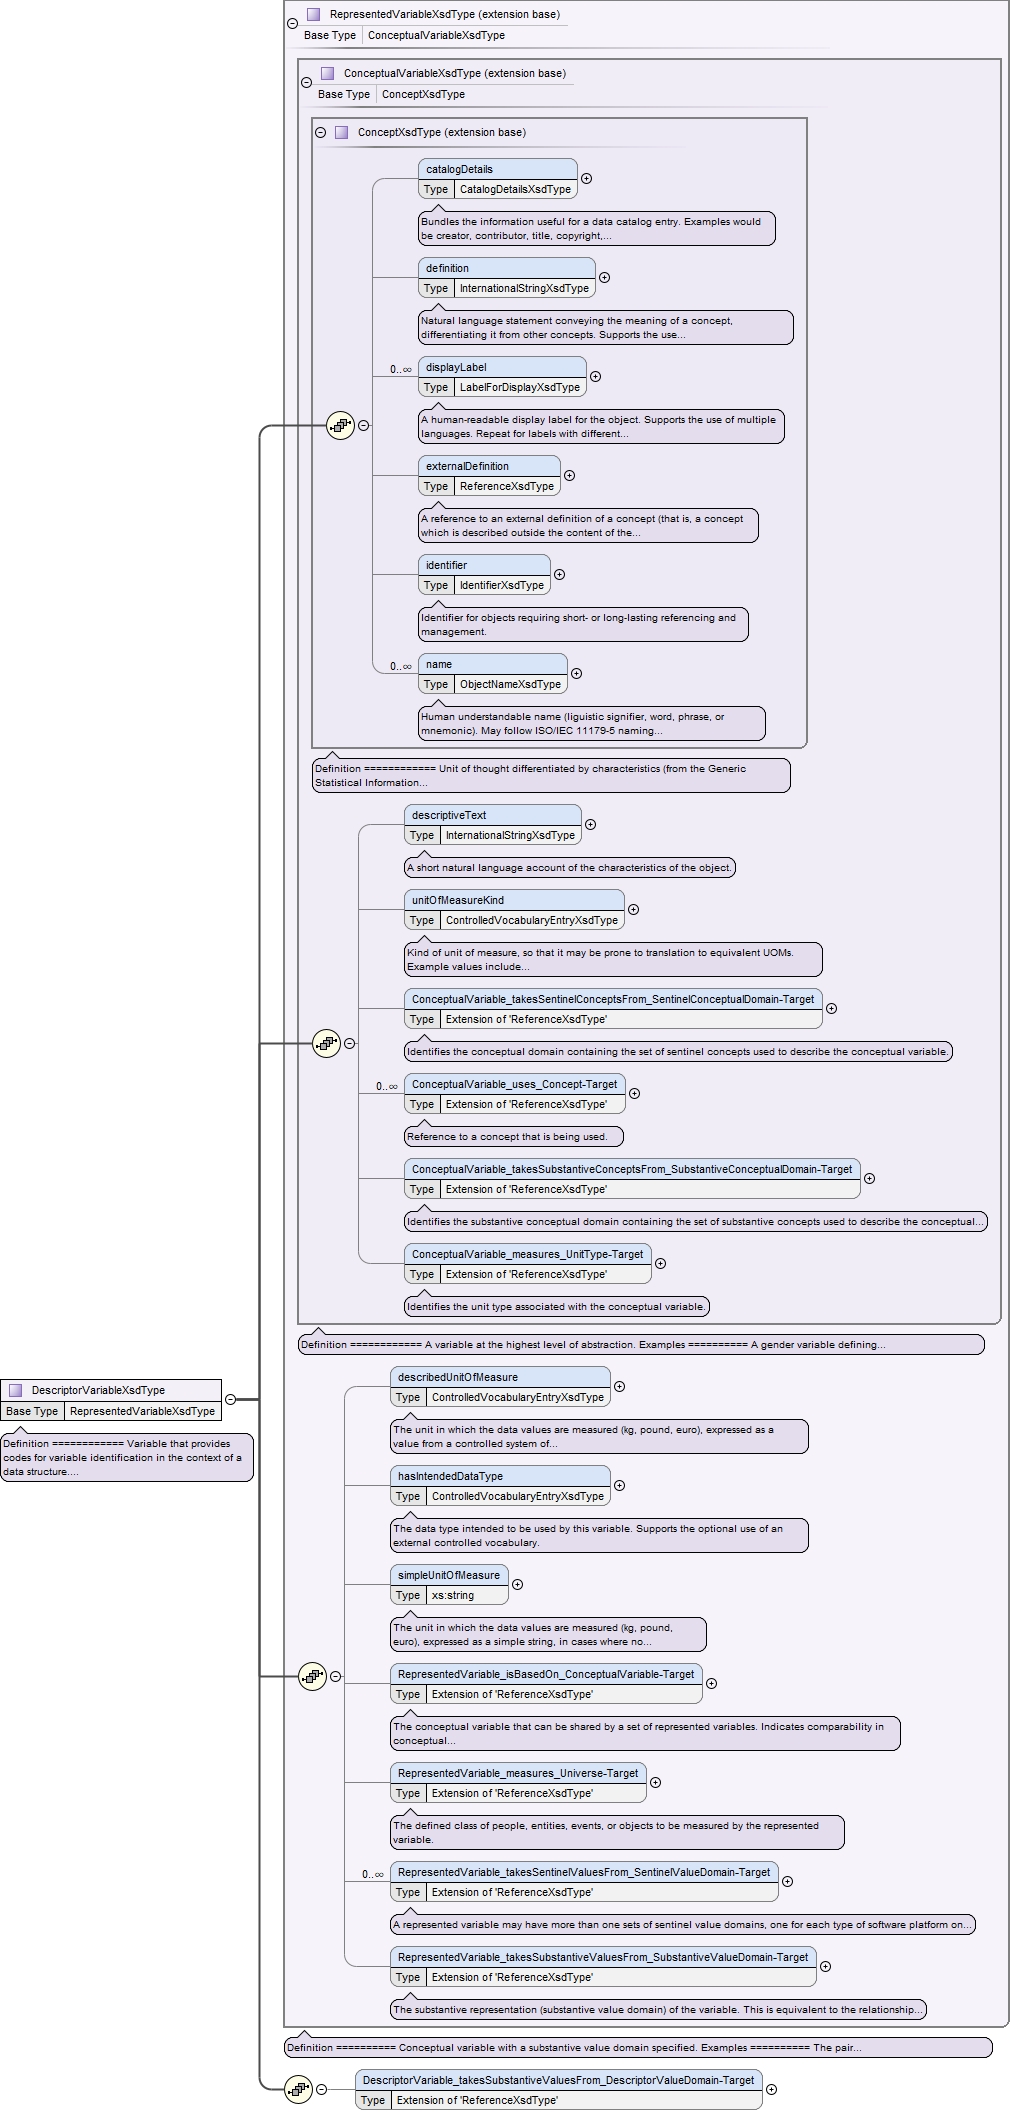 RepresentedVariableXsdType (extension base)
Base Type ConceptualVariableXsdType
ConceptualVariableXsdType (extension base)
Base Type ConceptXsdType
ConceptXsdType (extension base)
catalogDetails
Type CatalogDetailsXsdType
Bundles the information useful for a data catalog entry. Examples would
be creator, contributor, title, copyright,...
definition
Type InternationalStringXsdType
Natural language statement conveying the meaning of a concept,
differentiating it from other concepts. Supports the use...
0..∞
displayLabel
Type LabelForDisplayXsdType
A human-readable display label for the object. Supports the use of multiple
languages. Repeat for labels with different...
externalDefinition
Type ReferenceXsdType
A reference to an external definition of a concept (that is, a concept
which is described outside the content of the...
identifier
Type IdentifierXsdType
Identifier for objects requiring short- or long-lasting referencing and
management.
0..∞
name
Type ObjectNameXsdType
Human understandable name (liguistic signifier, word, phrase, or
mnemonic). May follow ISO/IEC 11179-5 naming...
Definition ============ Unit of thought differentiated by characteristics (from the Generic
Statistical Information...
descriptiveText
Type InternationalStringXsdType
A short natural language account of the characteristics of the object.
unitOfMeasureKind
Type ControlledVocabularyEntryXsdType
Kind of unit of measure, so that it may be prone to translation to equivalent UOMs.
Example values include...
ConceptualVariable_takesSentinelConceptsFrom_SentinelConceptualDomain-Target
Type Extension of 'ReferenceXsdType'
Identifies the conceptual domain containing the set of sentinel concepts used to describe the conceptual variable.
0..∞
ConceptualVariable_uses_Concept-Target
Type Extension of 'ReferenceXsdType'
Reference to a concept that is being used.
ConceptualVariable_takesSubstantiveConceptsFrom_SubstantiveConceptualDomain-Target
Type Extension of 'ReferenceXsdType'
Identifies the substantive conceptual domain containing the set of substantive concepts used to describe the conceptual...
ConceptualVariable_measures_UnitType-Target
Type Extension of 'ReferenceXsdType'
Identifies the unit type associated with the conceptual variable.
Definition ============ A variable at the highest level of abstraction. Examples ========== A gender variable defining...
DescriptorVariableXsdType
Base Type RepresentedVariableXsdType
Definition ============ Variable that provides
codes for variable identification in the context of a
data structure....
describedUnitOfMeasure
Type ControlledVocabularyEntryXsdType
The unit in which the data values are measured (kg, pound, euro), expressed as a
value from a controlled system of...
hasIntendedDataType
Type ControlledVocabularyEntryXsdType
The data type intended to be used by this variable. Supports the optional use of an
external controlled vocabulary.
simpleUnitOfMeasure
Type xs:string
The unit in which the data values are measured (kg, pound,
euro), expressed as a simple string, in cases where no...
RepresentedVariable_isBasedOn_ConceptualVariable-Target
Type Extension of 'ReferenceXsdType'
The conceptual variable that can be shared by a set of represented variables. Indicates comparability in
conceptual...
RepresentedVariable_measures_Universe-Target
Type Extension of 'ReferenceXsdType'
The defined class of people, entities, events, or objects to be measured by the represented
variable.
0..∞
RepresentedVariable_takesSentinelValuesFrom_SentinelValueDomain-Target
Type Extension of 'ReferenceXsdType'
A represented variable may have more than one sets of sentinel value domains, one for each type of software platform on...
RepresentedVariable_takesSubstantiveValuesFrom_SubstantiveValueDomain-Target
Type Extension of 'ReferenceXsdType'
The substantive representation (substantive value domain) of the variable. This is equivalent to the relationship...
Definition ========== Conceptual variable with a substantive value domain specified. Examples ========== The pair...
DescriptorVariable_takesSubstantiveValuesFrom_DescriptorValueDomain-Target
Type Extension of 'ReferenceXsdType'